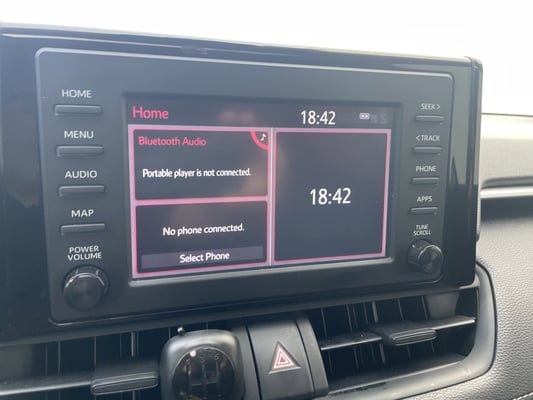 HOME
MENU
AUDIO
MAP
POWER
VOLUME
Home
18:42
Bluetooth Audio
Portable player is not connected.
No phone connected.
Select Phone
18:42
SEEK >
< TRACK
PHONE
APPS
TUNE
SCROLL